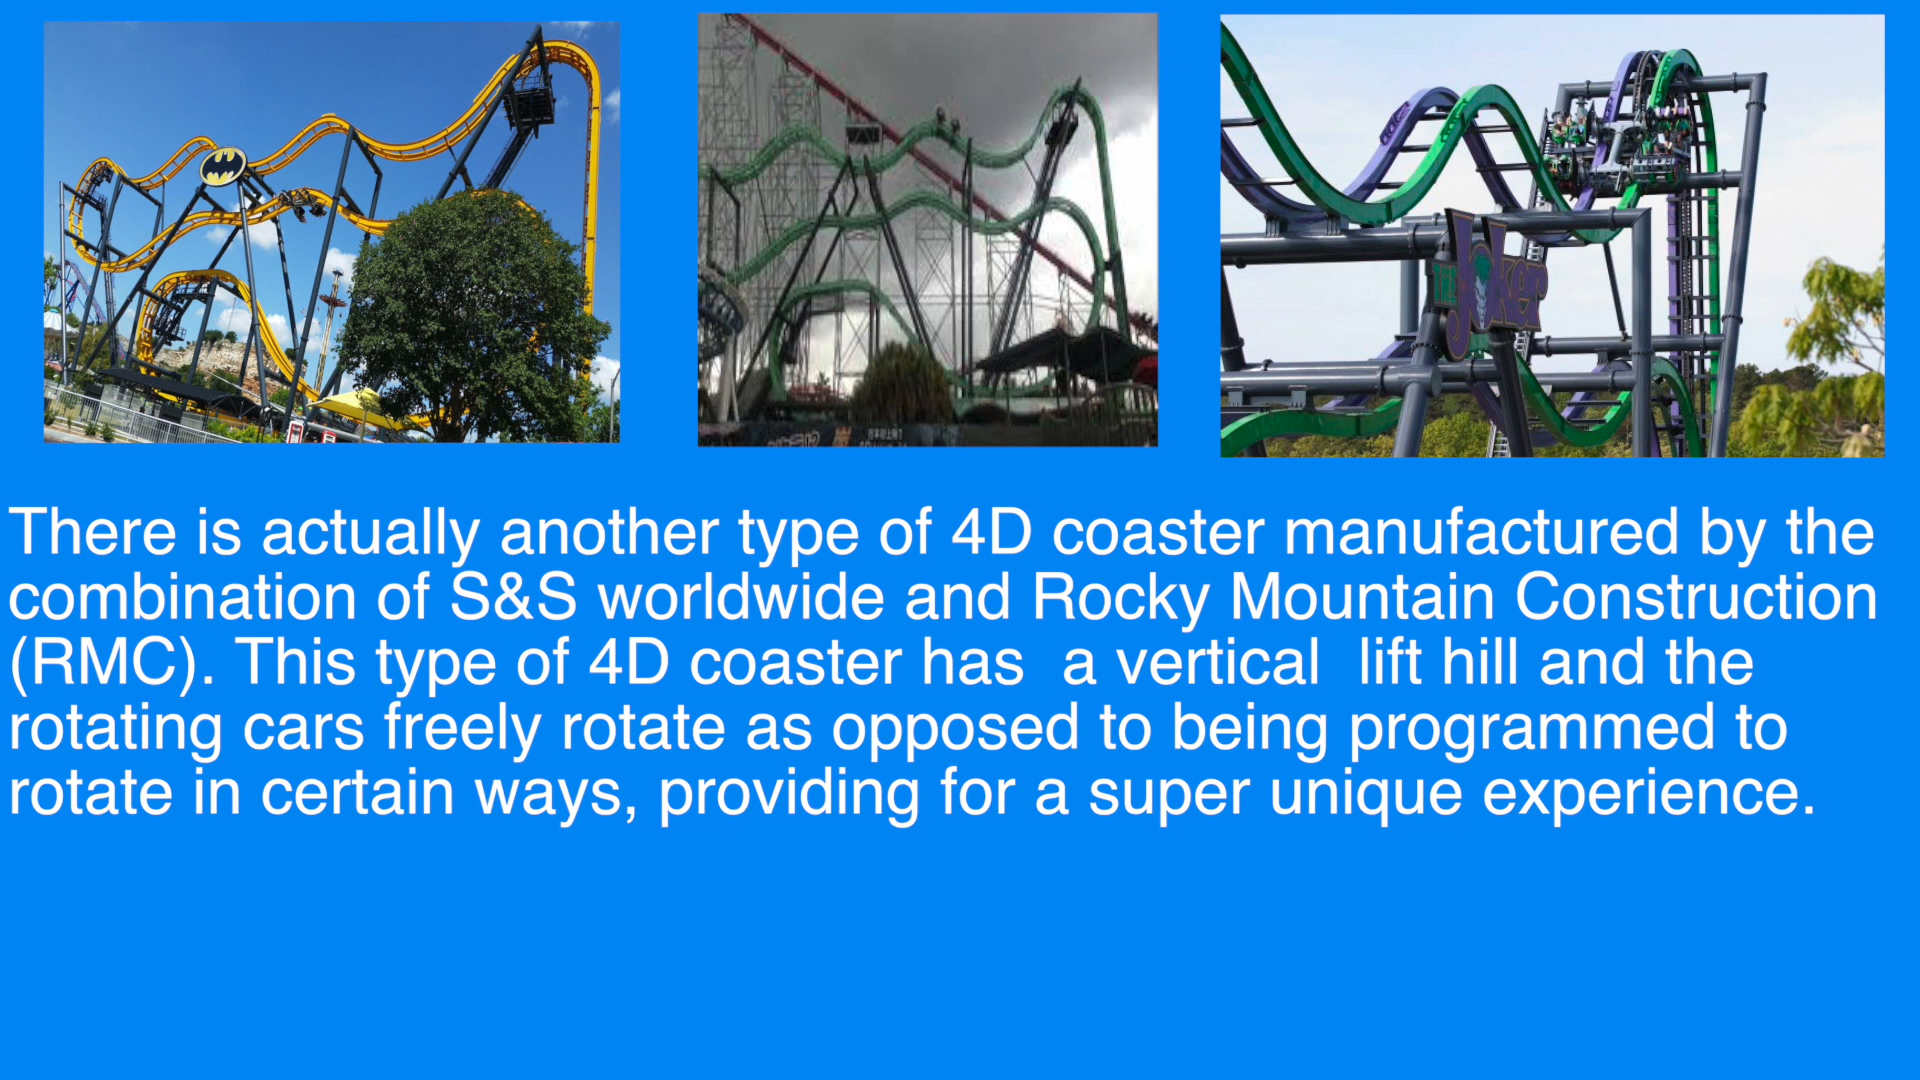 THE
Joker
There is actually another type of 4D coaster manufactured by the
combination of S&S worldwide and Rocky Mountain Construction
(RMC). This type of 4D coaster has  a vertical  lift hill and the
rotating cars freely rotate as opposed to being programmed to
rotate in certain ways, providing for a super unique experience.